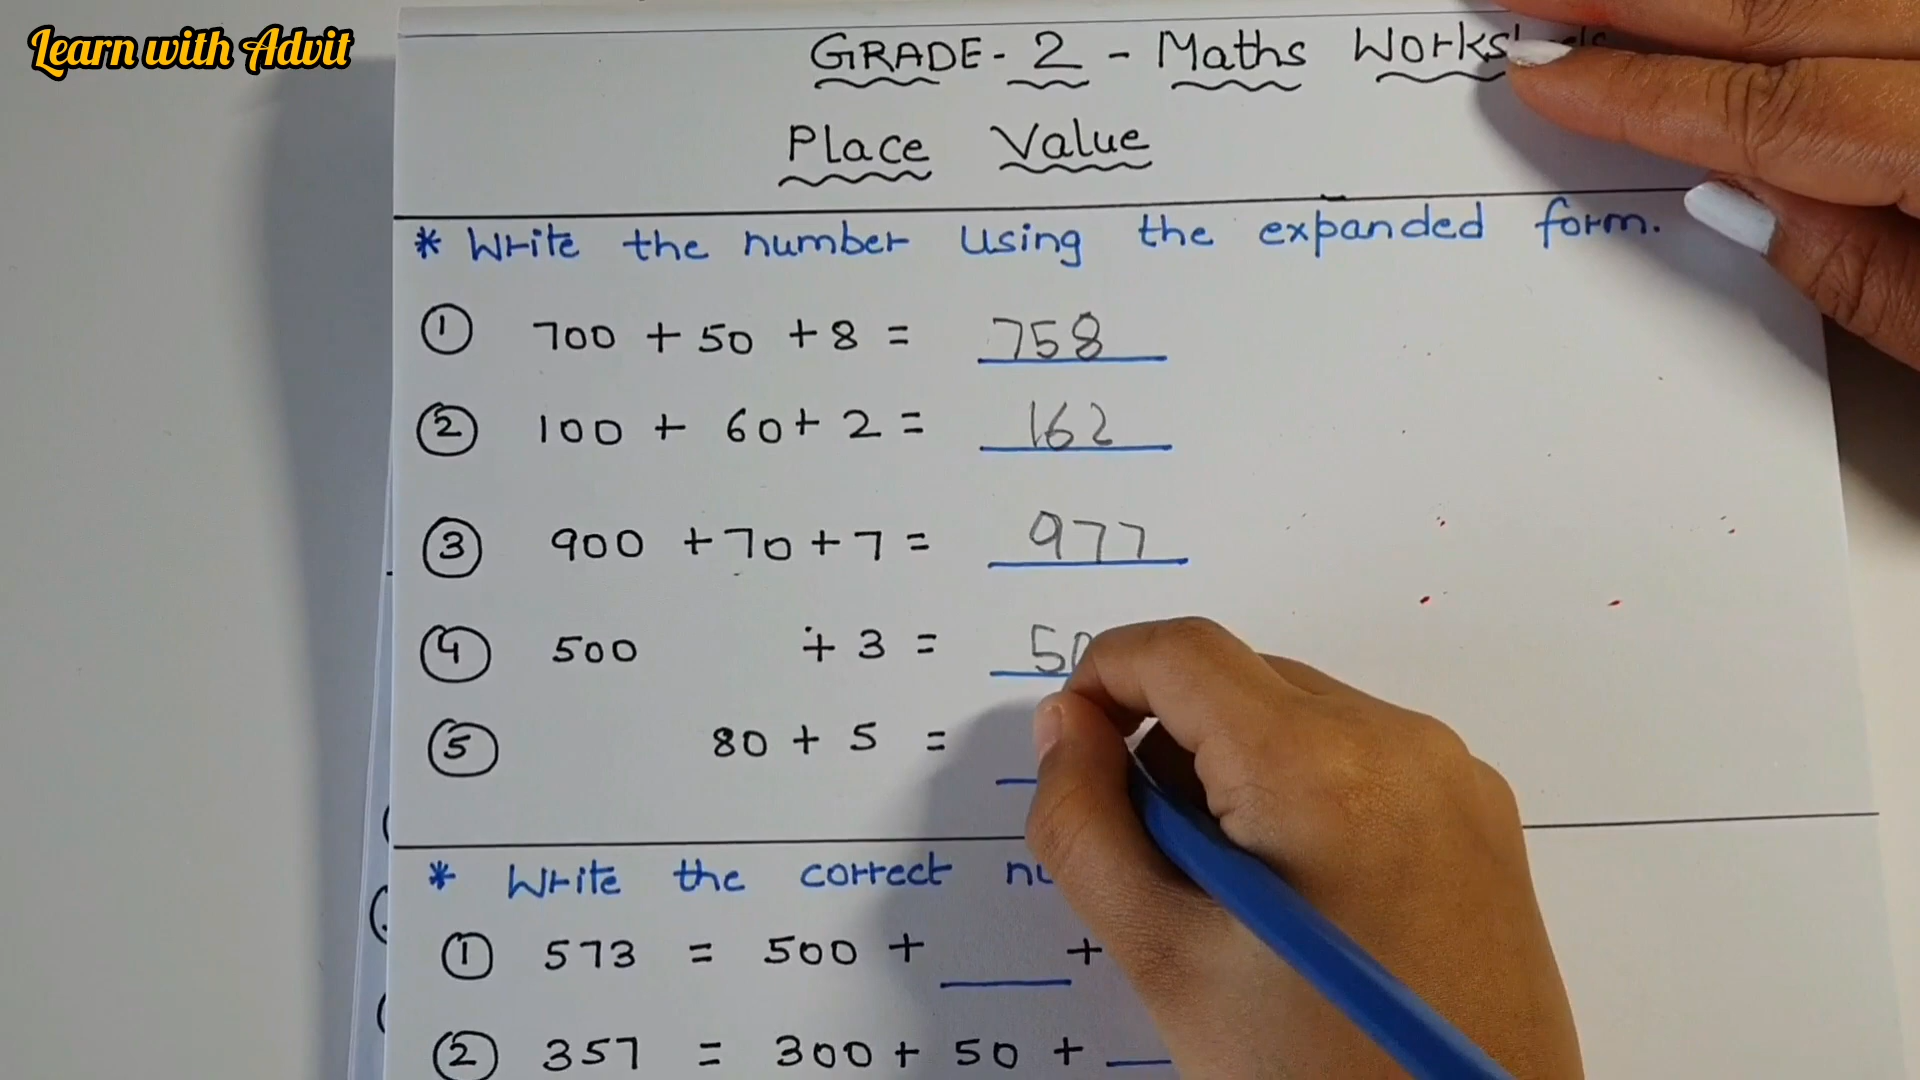 Learn with Advit
GRADE-2 - Maths
Place Value
* Write the number using the expanded form.
① 700 + 50 + 8 = 758
② 100 + 60 + 2 = 162
③ 900 + 70 + 7 = 977
④ 500 + 3 =
⑤ 80 + 5 =
* Write the correct
① 573 = 500 + ____ +
② 357 = 300 + 50 + __